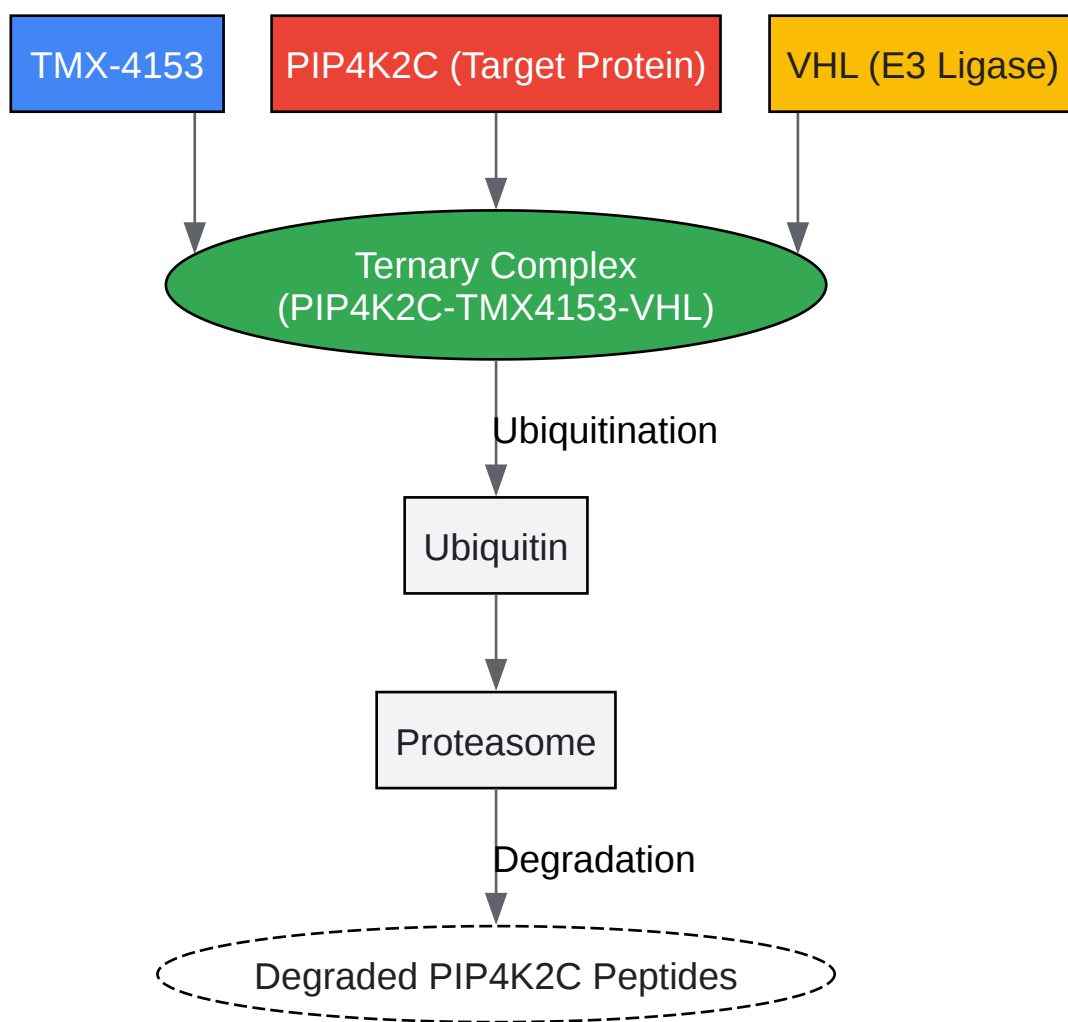 TMX-4153
PIP4K2C (Target Protein)
VHL (E3 Ligase)
Ternary Complex
(PIP4K2C-TMX4153-VHL)
Ubiquitination
Ubiquitin
Proteasome
Degradation
Degraded PIP4K2C Peptides